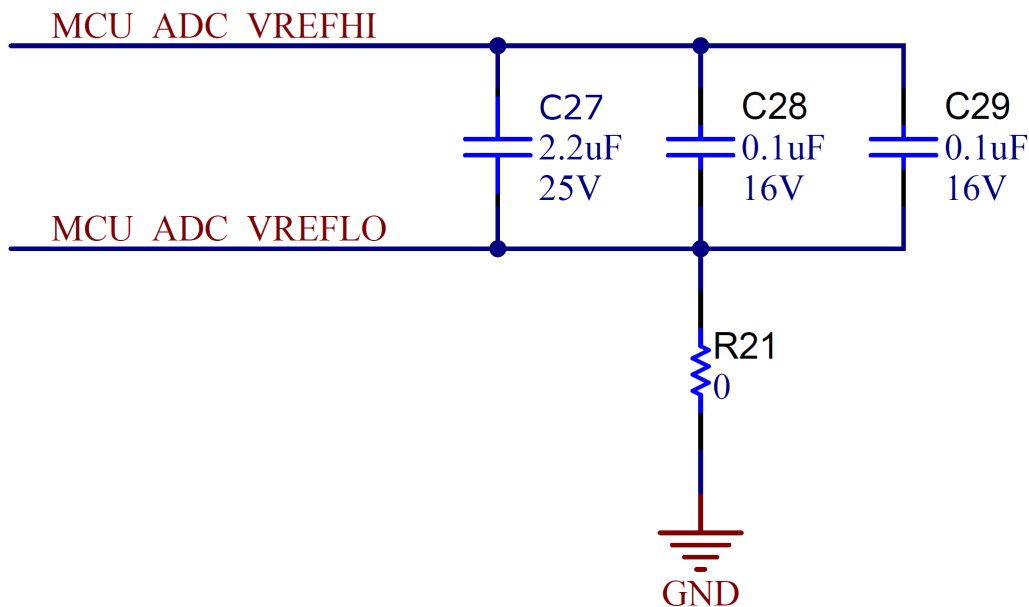 MCU ADC VREFHI
C27
2.2uF
25V
C28
0.1uF
16V
C29
0.1uF
16V
MCU ADC VREFLO
R21
0
GND